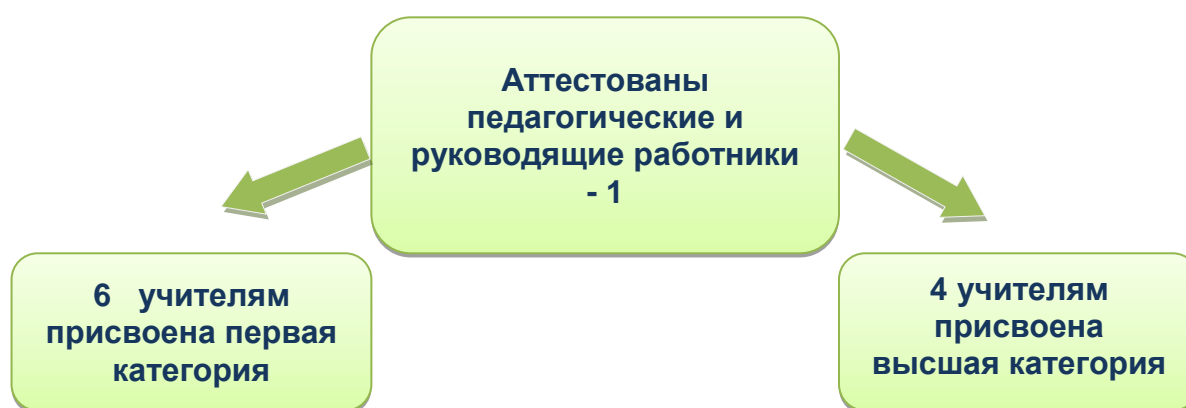 Аттестованы
педагогические и
руководящие работники
- 1
6 учителям
присвоена первая
категория
4 учителям
присвоена
высшая категория